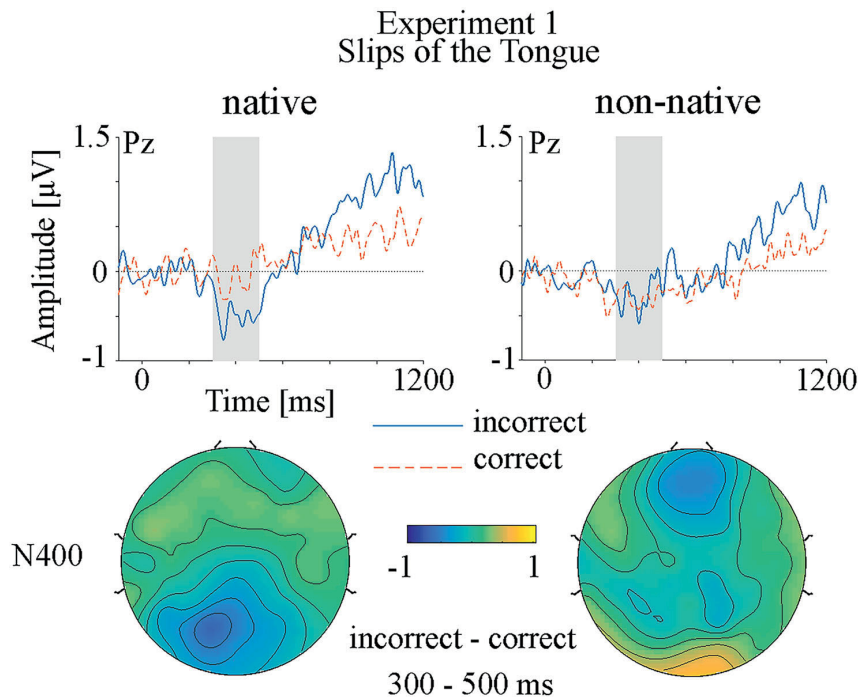 Experiment 1
Slips of the Tongue
native
non-native
1.5
Pz
1.5
Pz
Amplitude [µV]
0
0
-1
-1
0
1200
0
1200
Time [ms]
incorrect
correct
N400
-1
1
incorrect - correct
300 - 500 ms